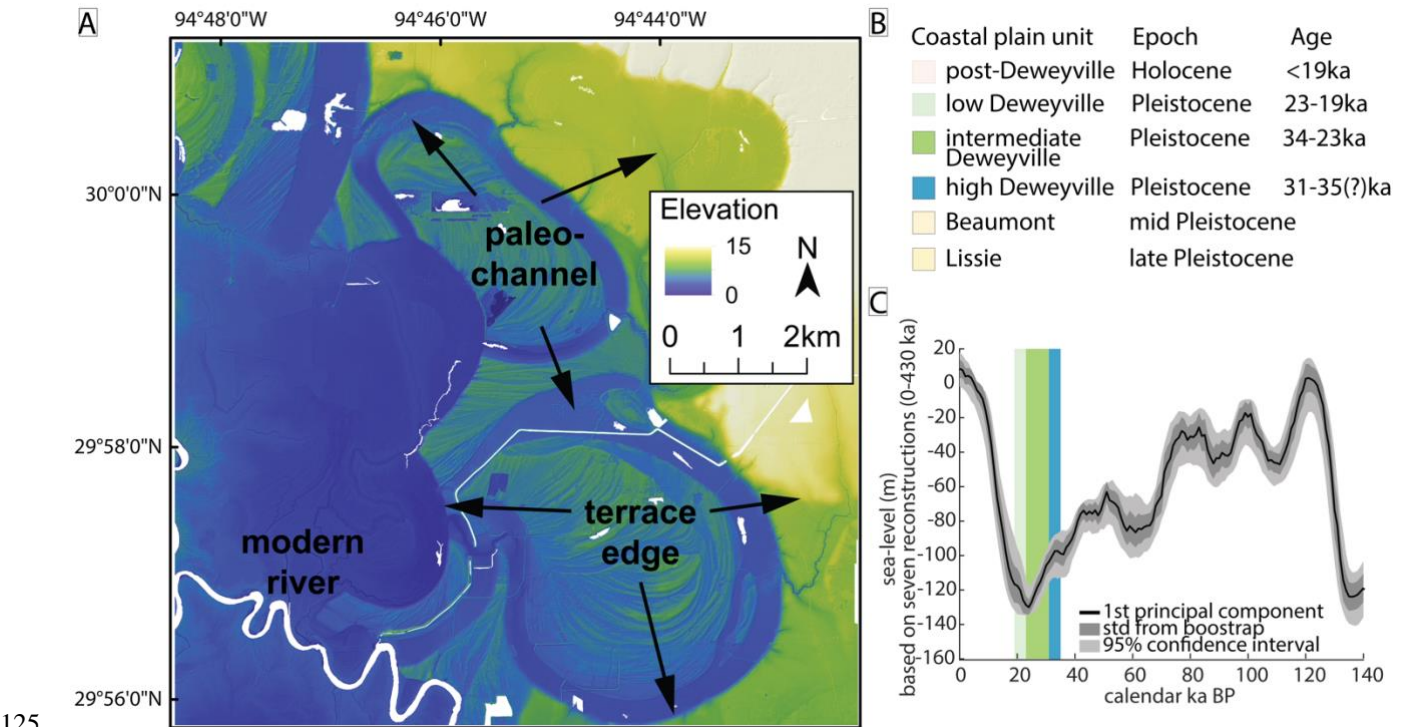 A
94°48'0"W 94°46'0"W 94°44'0"W
30°0'0"N
29°58'0"N
29°56'0"N
paleo-
channel
terrace
edge
modern
river
Elevation
15
0
N
0 1 2km
B
Coastal plain unit Epoch Age
post-Deweyville Holocene <19ka
low Deweyville Pleistocene 23-19ka
intermediate Pleistocene 34-23ka
Deweyville
high Deweyville Pleistocene 31-35(?)ka
Beaumont mid Pleistocene
Lissie late Pleistocene
C
sea-level (m)
based on seven reconstructions (0-430 ka)
20
0
-20
-40
-60
-80
-100
-120
-140
-160
1st principal component
std from boostrap
95% confidence interval
0 20 40 60 80 100 120 140
calendar ka BP
125